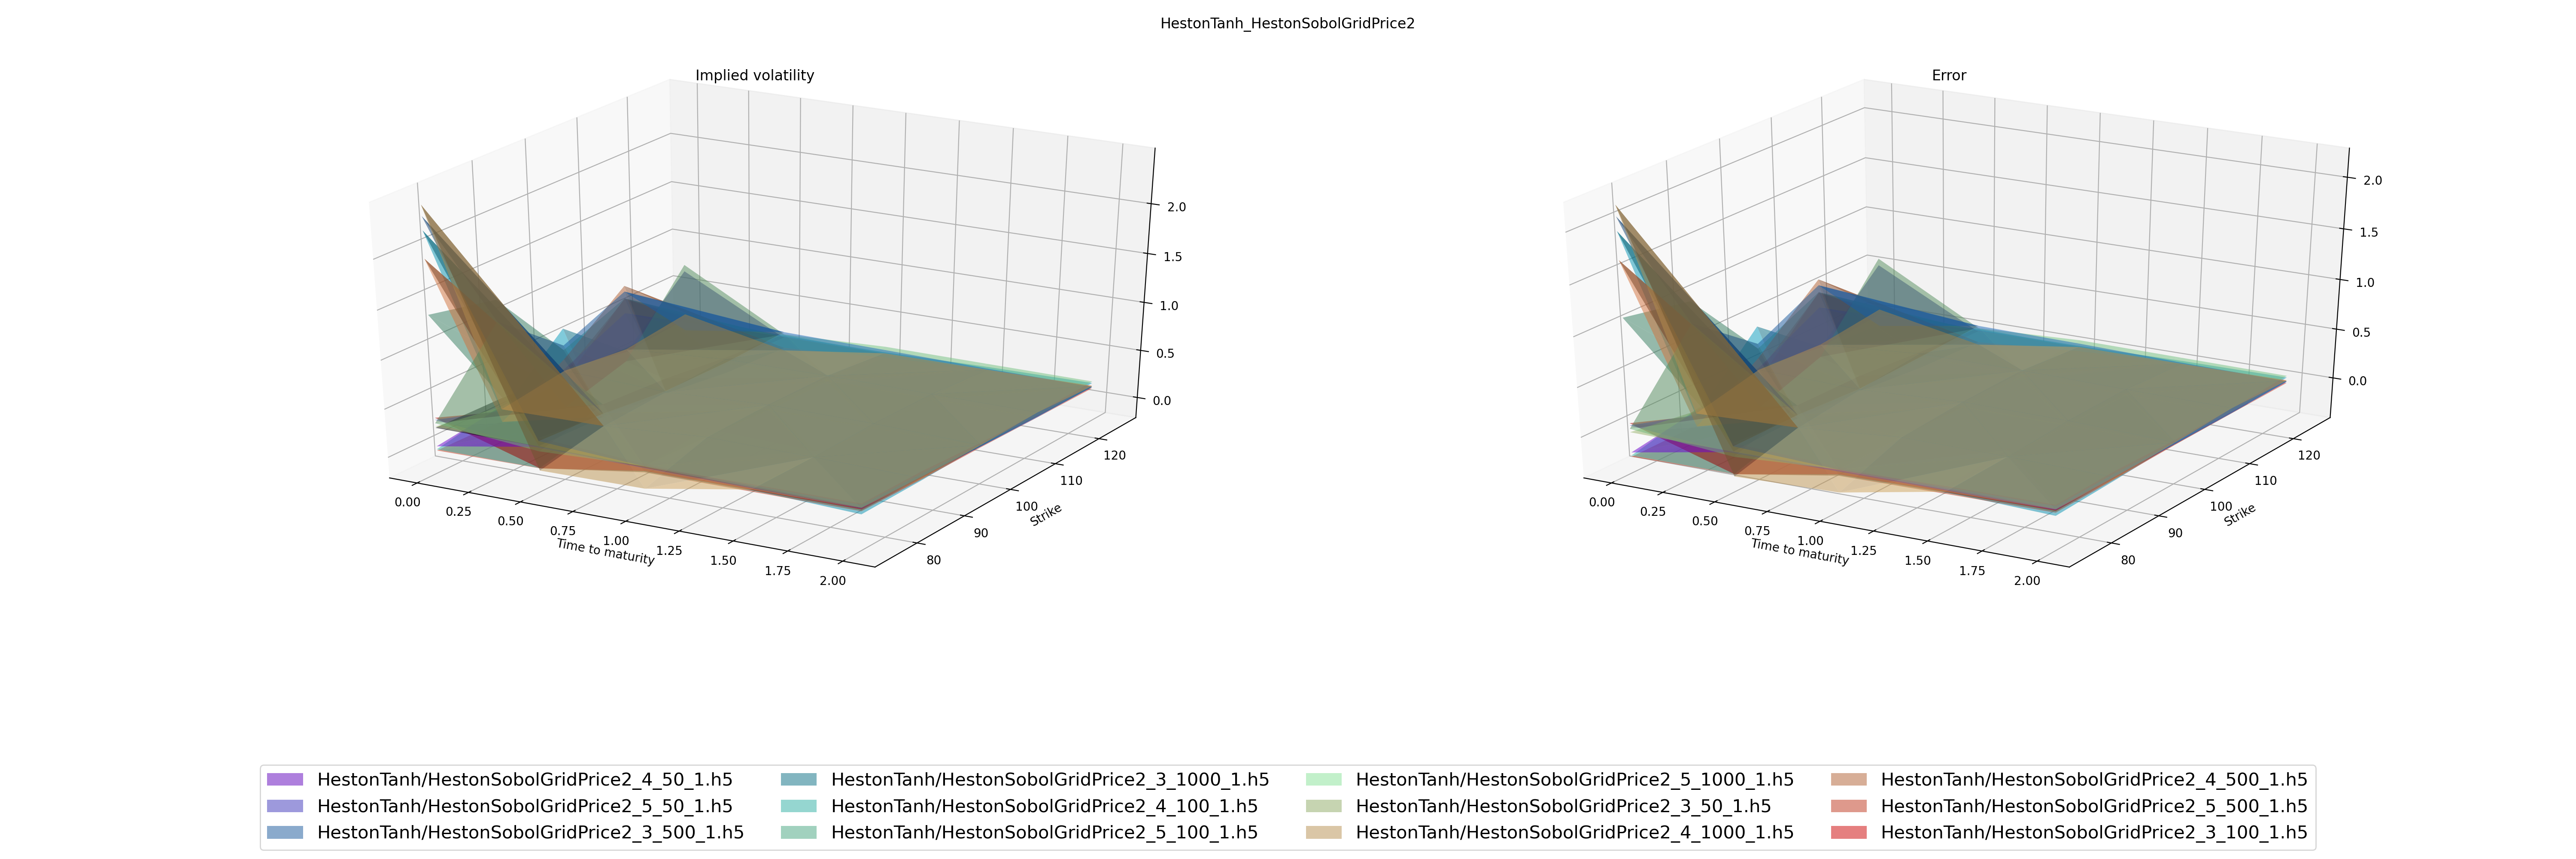 HestonTanh_HestonSobolGridPrice2
Implied volatility
2.0
1.5
1.0
0.5
0.0
0.00
0.25
0.50
0.75
1.00
1.25
1.50
1.75
2.00
Time to maturity
80
90
100
110
120
Strike
Error
2.0
1.5
1.0
0.5
0.0
0.00
0.25
0.50
0.75
1.00
1.25
1.50
1.75
2.00
Time to maturity
80
90
100
110
120
Strike
HestonTanh/HestonSobolGridPrice2_4_50_1.h5
HestonTanh/HestonSobolGridPrice2_5_50_1.h5
HestonTanh/HestonSobolGridPrice2_3_500_1.h5
HestonTanh/HestonSobolGridPrice2_3_1000_1.h5
HestonTanh/HestonSobolGridPrice2_4_100_1.h5
HestonTanh/HestonSobolGridPrice2_5_100_1.h5
HestonTanh/HestonSobolGridPrice2_5_1000_1.h5
HestonTanh/HestonSobolGridPrice2_3_50_1.h5
HestonTanh/HestonSobolGridPrice2_4_1000_1.h5
HestonTanh/HestonSobolGridPrice2_4_500_1.h5
HestonTanh/HestonSobolGridPrice2_5_500_1.h5
HestonTanh/HestonSobolGridPrice2_3_100_1.h5